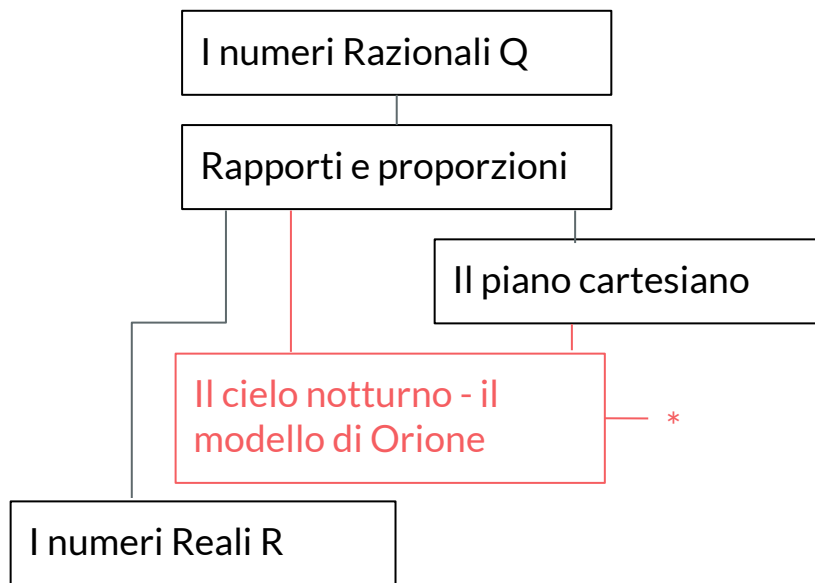 I numeri Razionali Q
Rapporti e proporzioni
Il piano cartesiano
Il cielo notturno - il
modello di Orione
*
I numeri Reali R